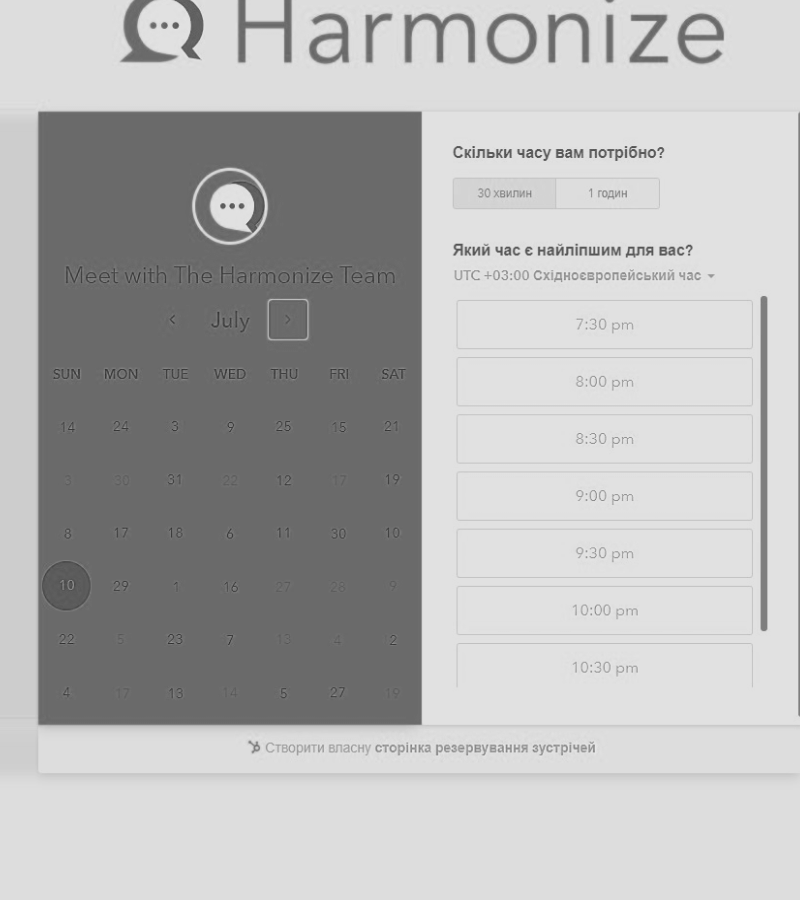 Harmonize
Meet with The Harmonize Team
July
SUN MON TUE WED THU FRI SAT
14 24 3 9 25 15 21
3 30 31 22 12 17 19
8 17 18 6 11 30 10
10 29 1 16 27 28 9
22 5 23 7 13 4 2
4 17 13 14 5 27 19
Скільки часу вам потрібно?
30 хвилин 1 годин
Який час є найліпшим для вас?
UTC +03:00 Східноєвропейський час
7:30 pm
8:00 pm
8:30 pm
9:00 pm
9:30 pm
10:00 pm
10:30 pm
Створити власну сторінка резервування зустрічей